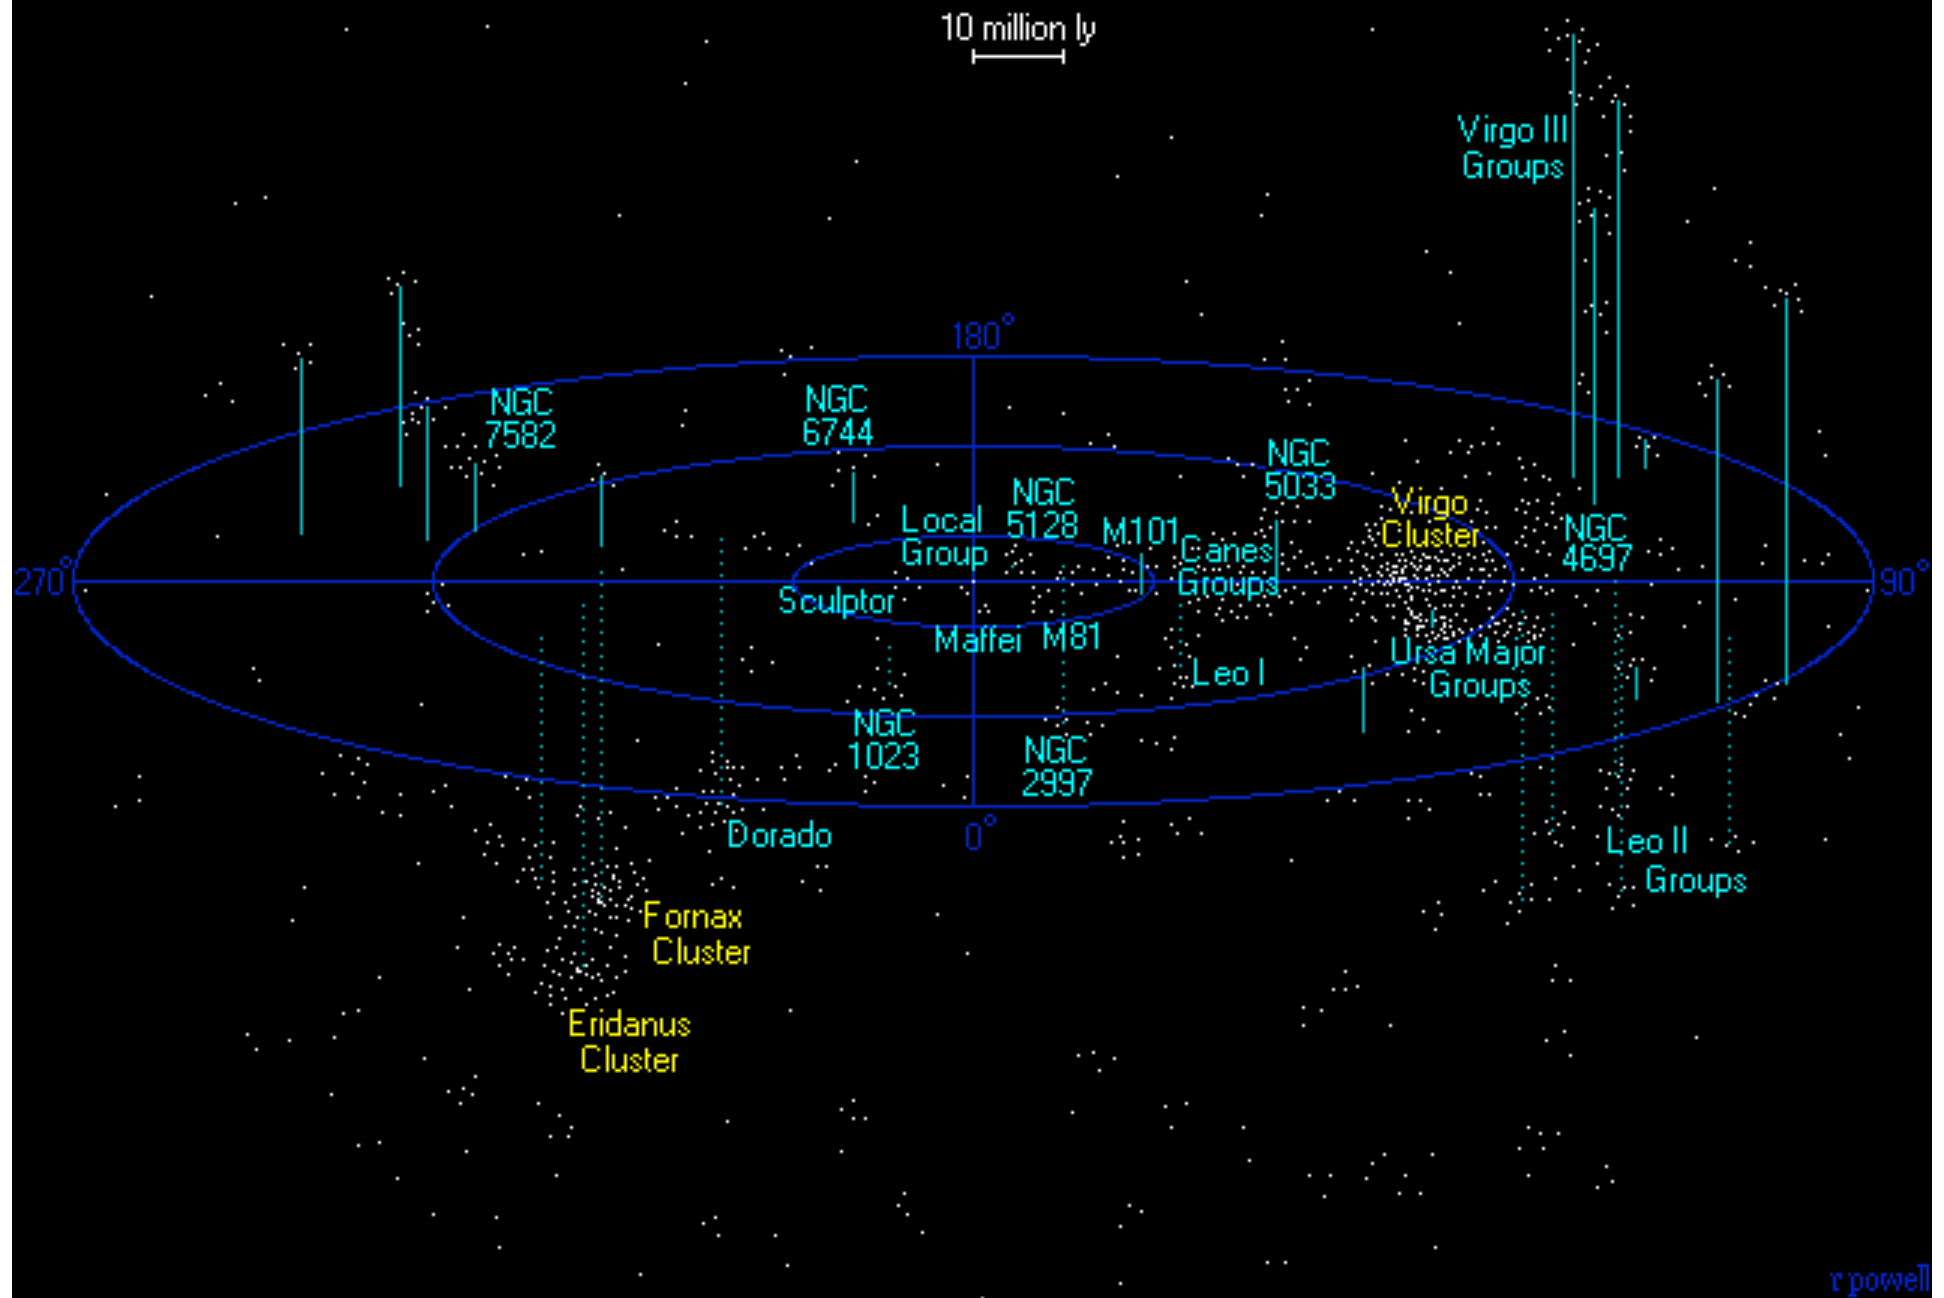 10 million ly
Virgo III
Groups
180°
NGC
7582
NGC
6744
NGC
5033
NGC
5128
Virgo
Cluster
Local
Group
M101
Canes
Groups
NGC
4697
270°
90°
Sculptor
Maffei
M81
Leo I
Ursa Major
Groups
NGC
1023
NGC
2997
Dorado
0°
Leo II
Groups
Fornax
Cluster
Eridanus
Cluster
r powell